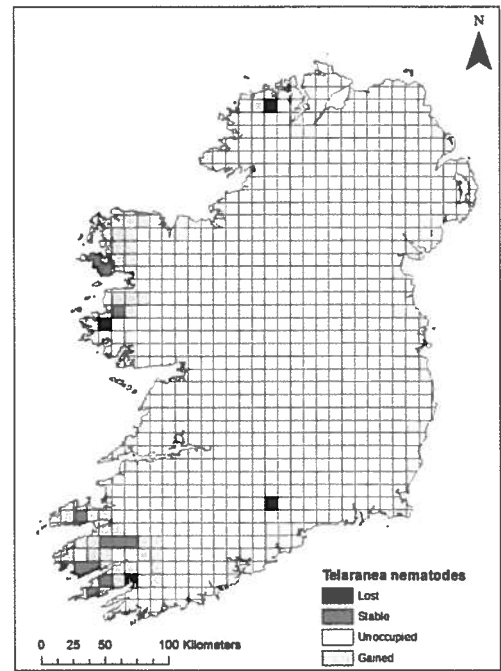 N
Telaranea nematodes
Lost
Stable
Unoccupied
Gained
0 25 50 100 Kilometers